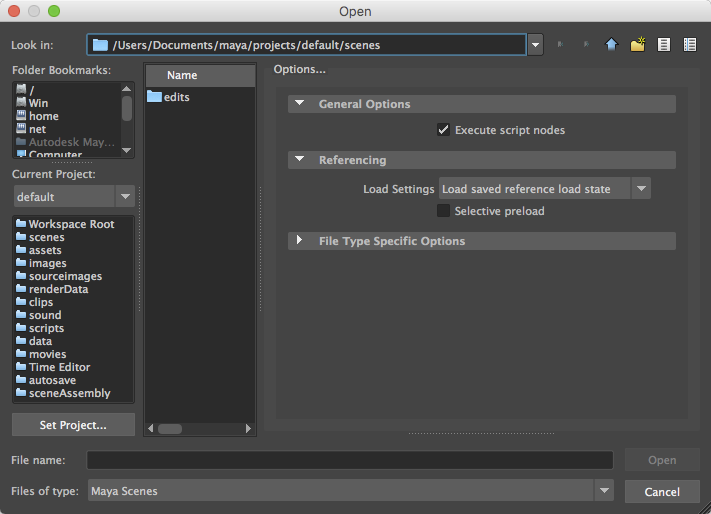 Open
Look in: /Users/Documents/maya/projects/default/scenes
Folder Bookmarks:
/
Win
home
net
Autodesk May...
Computer
Current Project:
default
Workspace Root
scenes
assets
images
sourceimages
renderData
clips
sound
scripts
data
movies
Time Editor
autosave
sceneAssembly
Set Project...
Name
edits
Options...
General Options
Execute script nodes
Referencing
Load Settings Load saved reference load state
Selective preload
File Type Specific Options
File name: Open
Files of type: Maya Scenes Cancel